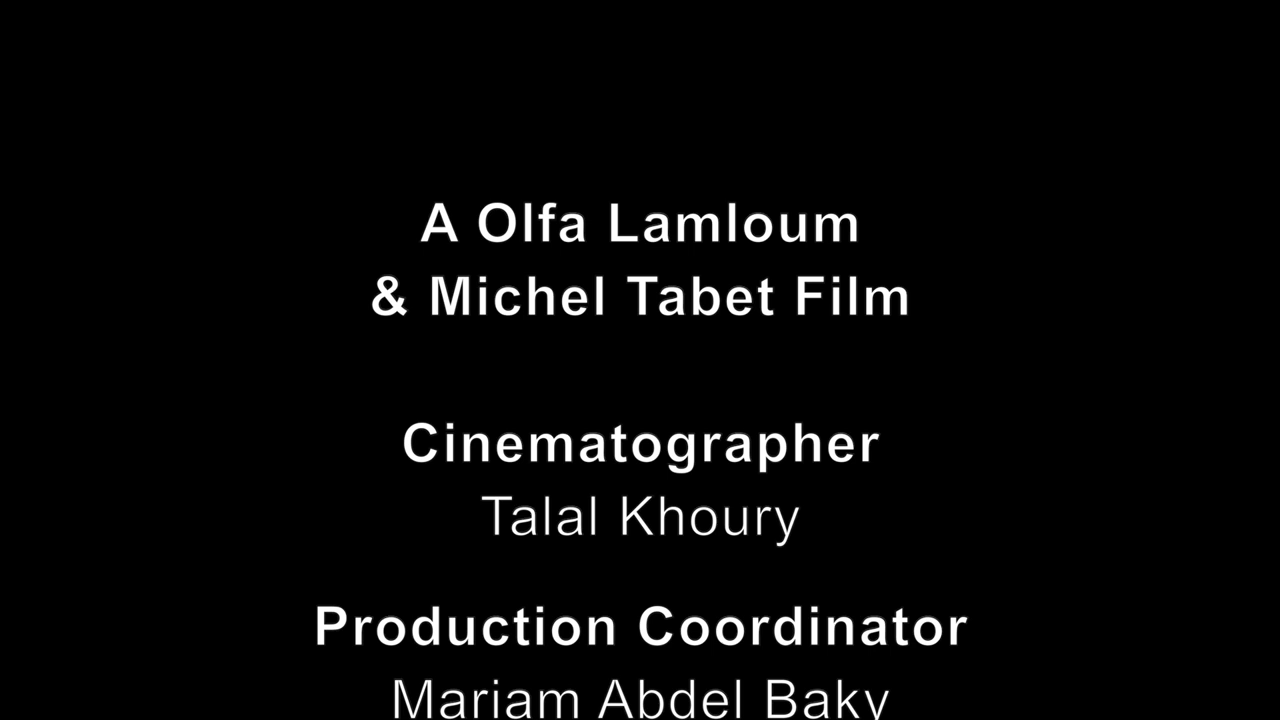 A Olfa Lamloum
& Michel Tabet Film
Cinematographer
Talal Khoury
Production Coordinator
Mariam Abdel Baky